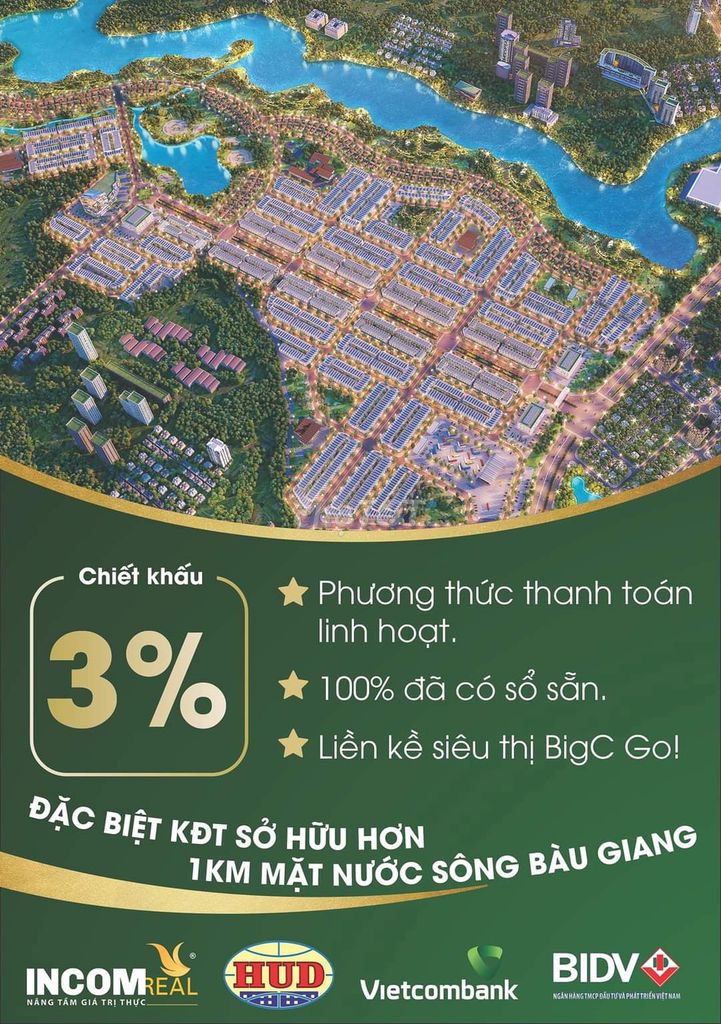 Chiết khấu
3%
Phương thức thanh toán
linh hoạt.
100% đã có sổ sẵn.
Liền kề siêu thị BigC Go!
ĐẶC BIỆT KĐT SỞ HỮU HƠN
1KM MẶT NƯỚC SÔNG BÀU GIANG
INCOMREAL®
NÂNG TẦM GIÁ TRỊ THỰC
HUD
Vietcombank
BIDV
NGÂN HÀNG TMCP ĐẦU TƯ VÀ PHÁT TRIỂN VIỆT NAM